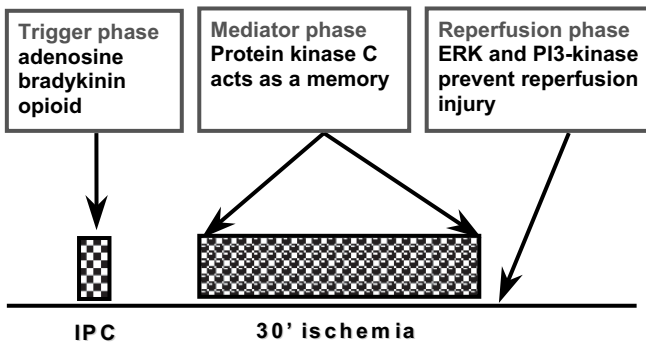 Trigger phase
adenosine
bradykinin
opioid
Mediator phase
Protein kinase C
acts as a memory
Reperfusion phase
ERK and PI3-kinase
prevent reperfusion
injury
IPC
30' ischemia